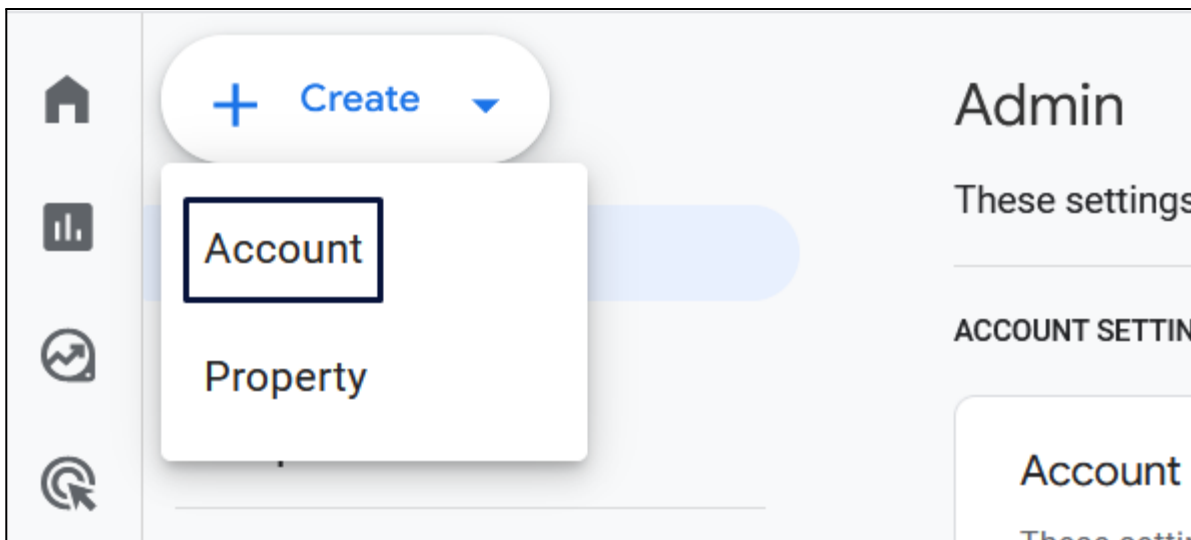 Create
Account
Property
Admin
These settings
ACCOUNT SETTIN
Account